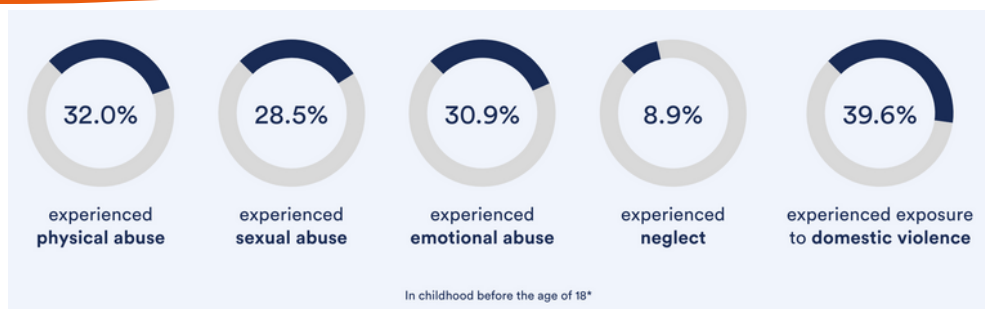 32.0%
28.5%
30.9%
8.9%
39.6%
experienced
physical abuse
experienced
sexual abuse
experienced
emotional abuse
experienced
neglect
experienced exposure
to domestic violence
In childhood before the age of 18*